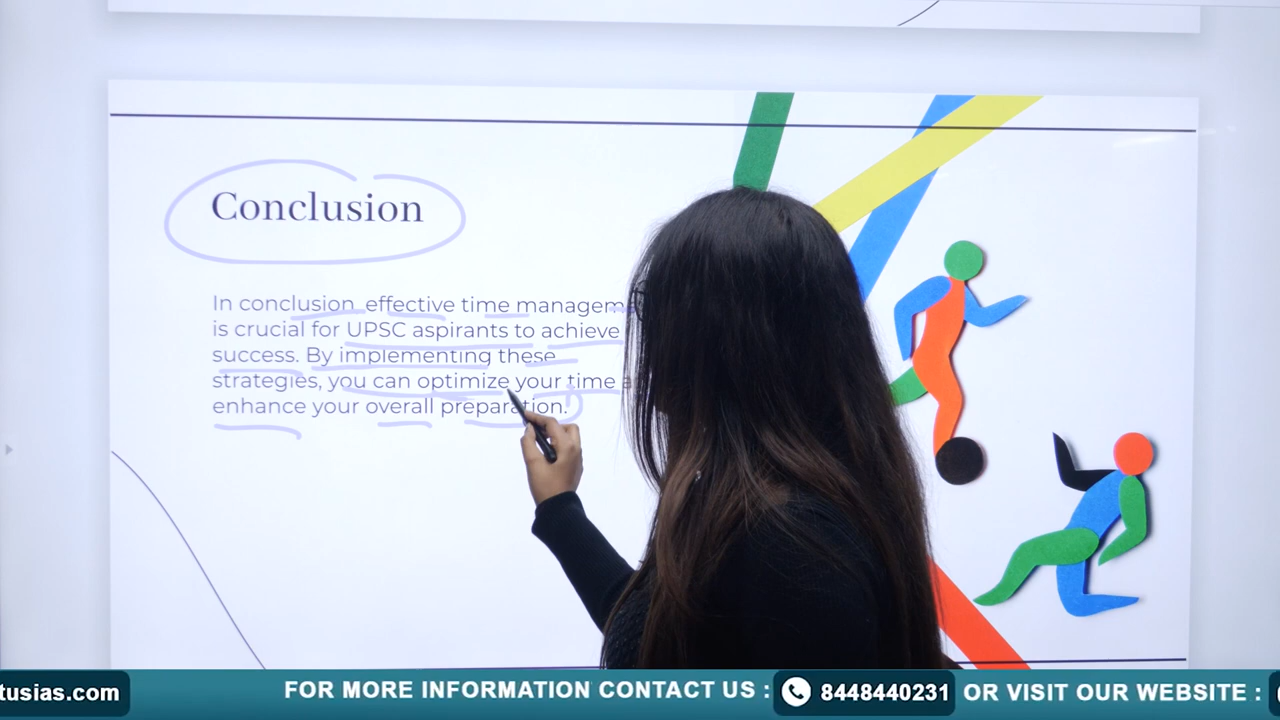 Conclusion
In conclusion effective time managem
is crucial for UPSC aspirants to achieve
success. By implementing these
strategies, you can optimize your time a
enhance your overall preparation.
tusias.com
FOR MORE INFORMATION CONTACT US : 8448440231 OR VISIT OUR WEBSITE :